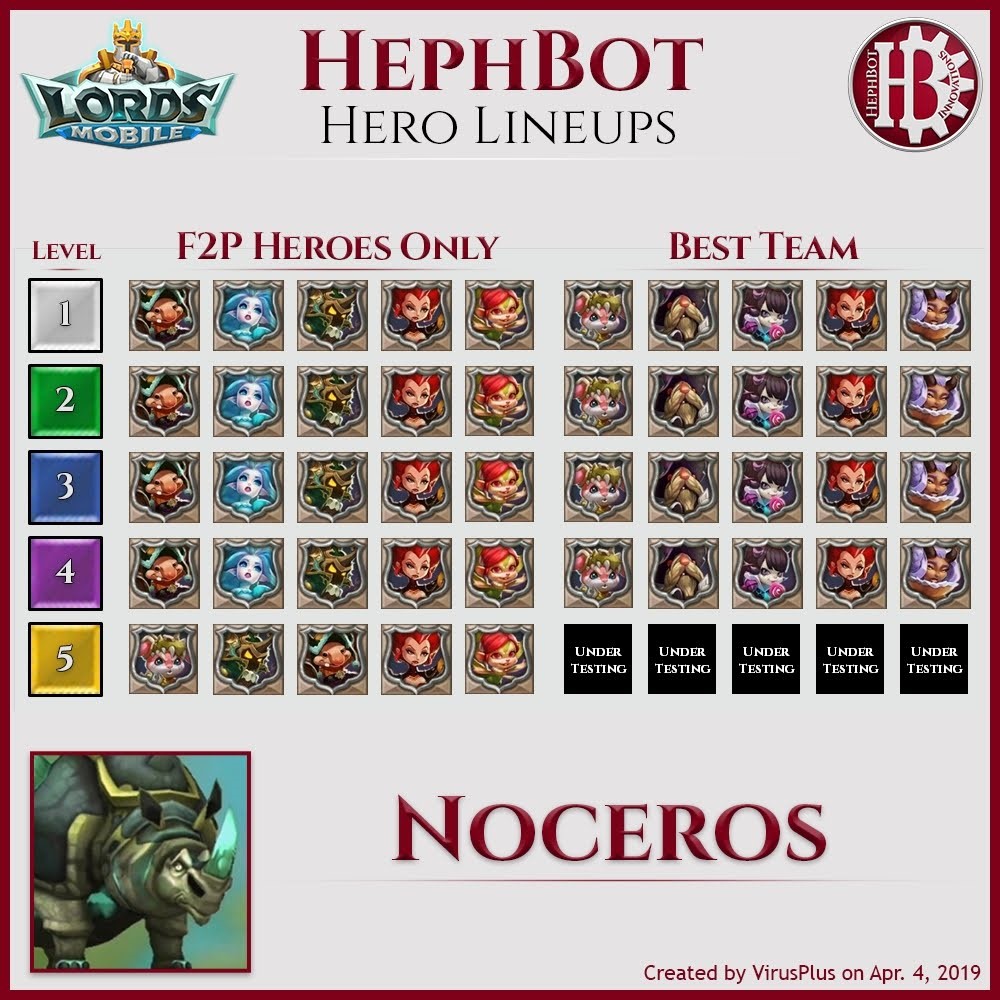 LORDS
MOBILE
HephBot
Hero Lineups
HephBot
Innovations
HB
Level
F2P Heroes Only
Best Team
1
2
3
4
5
Under
Testing
Under
Testing
Under
Testing
Under
Testing
Under
Testing
Noceros
Created by VirusPlus on Apr. 4, 2019